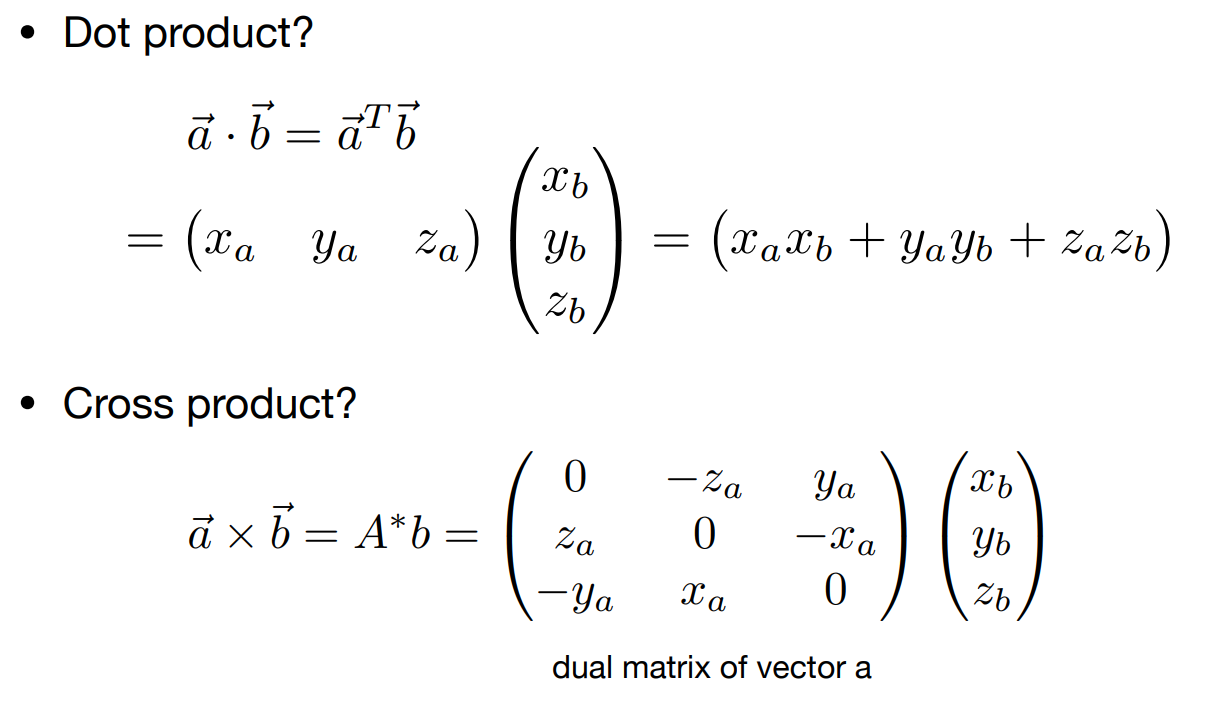 • Dot product?
$\vec{a} \cdot \vec{b} = \vec{a}^T \vec{b}$
$= \begin{pmatrix} x_a & y_a & z_a \end{pmatrix} \begin{pmatrix} x_b \\ y_b \\ z_b \end{pmatrix} = \begin{pmatrix} x_a x_b + y_a y_b + z_a z_b \end{pmatrix}$
• Cross product?
$\vec{a} \times \vec{b} = A^* b = \begin{pmatrix} 0 & -z_a & y_a \\ z_a & 0 & -x_a \\ -y_a & x_a & 0 \end{pmatrix} \begin{pmatrix} x_b \\ y_b \\ z_b \end{pmatrix}$
dual matrix of vector a